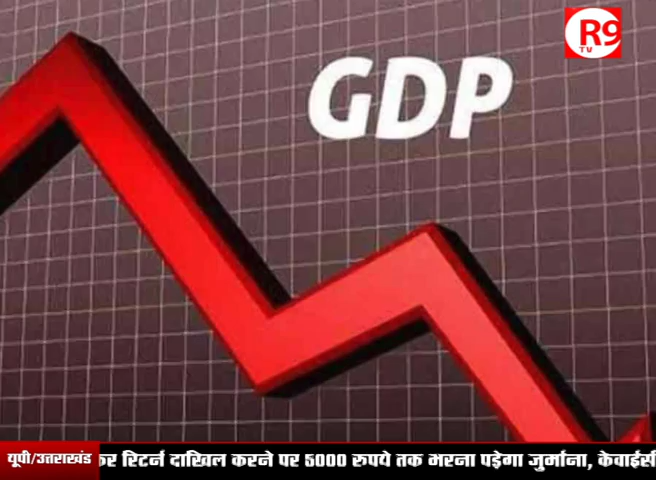 R9
TV
GDP
यूपी/उत्तराखंड
कर रिटर्न दाखिल करने पर 5000 रुपये तक भरना पड़ेगा जुर्माना, केवाईसी